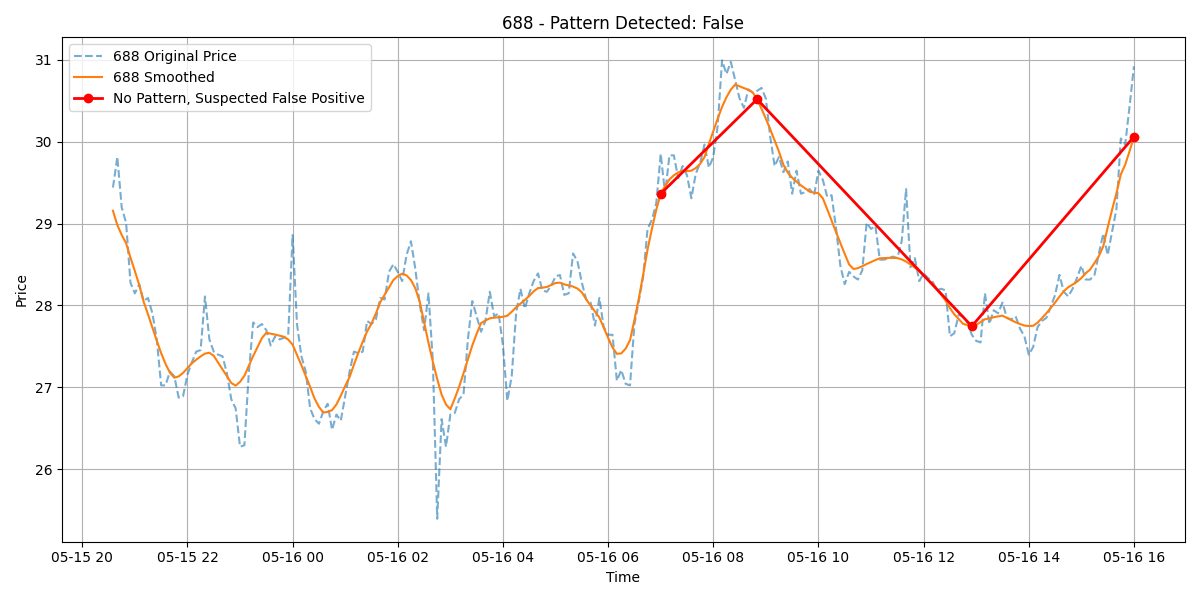 688 - Pattern Detected: False
688 Original Price
688 Smoothed
No Pattern, Suspected False Positive
Price
31
30
29
28
27
26
05-15 20 05-15 22 05-16 00 05-16 02 05-16 04 05-16 06 05-16 08 05-16 10 05-16 12 05-16 14 05-16 16
Time